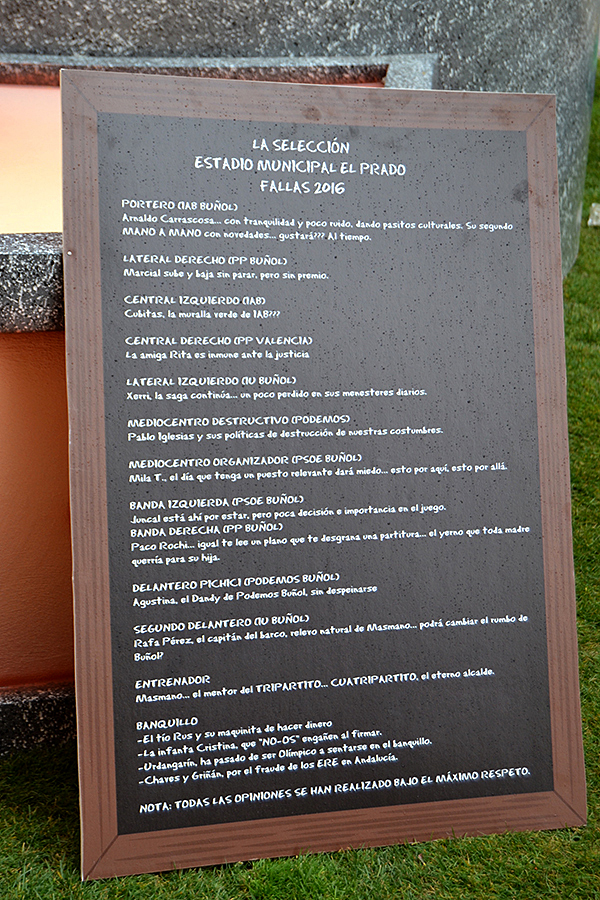 LA SELECCIÓN
ESTADIO MUNICIPAL EL PRADO
FALLAS 2016
PORTERO (IAB BUÑOL)
Arnaldo Carrascosa... con tranquilidad y poco ruido, dando pasitos culturales. Su segundo
MANO A MANO con novedades... gustará??? Al tiempo.
LATERAL DERECHO (PP BUÑOL)
Marcial sube y baja sin parar, pero sin premio.
CENTRAL IZQUIERDO (IAB)
Cubitas, la muralla verde de IAB???
CENTRAL DERECHO (PP VALENCIA)
La amiga Rita es inmune ante la justicia
LATERAL IZQUIERDO (IU BUÑOL)
Xerri, la saga continúa... un poco perdido en sus menesteres diarios.
MEDIOCENTRO DESTRUCTIVO (PODEMOS)
Pablo Iglesias y sus políticas de destrucción de nuestras costumbres.
MEDIOCENTRO ORGANIZADOR (PSOE BUÑOL)
Mila T., el día que tenga un puesto relevante dará miedo... esto por aquí, esto por allá.
BANDA IZQUIERDA (PSOE BUÑOL)
Juncal está ahí por estar, pero poca decisión e importancia en el juego.
BANDA DERECHA (PP BUÑOL)
Paco Rochi... igual te lee un plano que te desgrana una partitura... el yerno que toda madre
querría para su hija.
DELANTERO PICHICI (PODEMOS BUÑOL)
Agustina, el Dandy de Podemos Buñol, sin despeinarse
SEGUNDO DELANTERO (IU BUÑOL)
Rafa Pérez, el capitán del barco, relevo natural de Masmano... podrá cambiar el rumbo de
Buñol?
ENTRENADOR
Masmano... el mentor del TRIPARTITO... CUATRIPARTITO, el eterno alcalde.
BANQUILLO
-El tío Rus y su maquinita de hacer dinero
-La infanta Cristina, que "NO-OS" engañen al firmar.
-Urdangarín, ha pasado de ser Olímpico a sentarse en el banquillo.
-Chaves y Griñán, por el fraude de los ERE en Andalucía.
NOTA: TODAS LAS OPINIONES SE HAN REALIZADO BAJO EL MÁXIMO RESPETO.